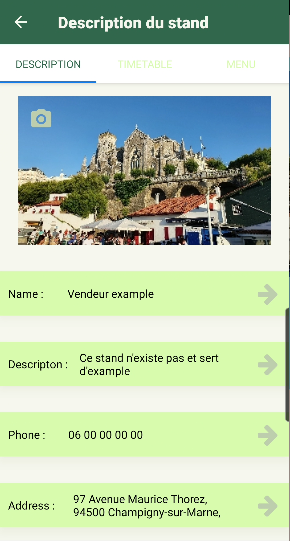 Description du stand
DESCRIPTION
TIMETABLE
MENU
Name : Vendeur example
Descripton : Ce stand n'existe pas et sert
d'example
Phone : 06 00 00 00 00
Address : 97 Avenue Maurice Thorez,
94500 Champigny-sur-Marne,